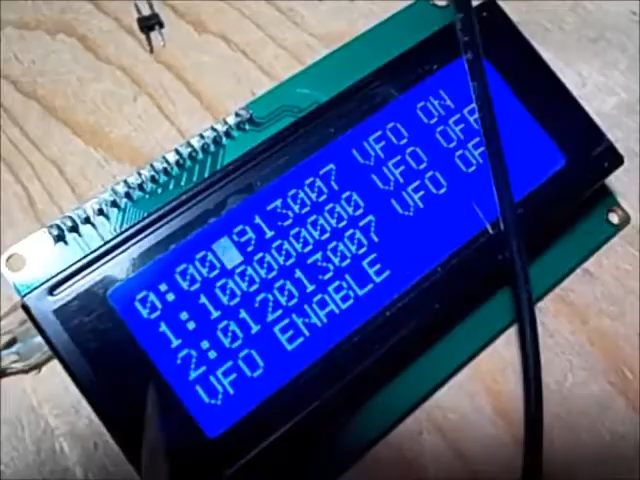 0:00█913007 VFO ON
1:100000000 VFO OFF
2:012013007 VFO OF
VFO ENABLE